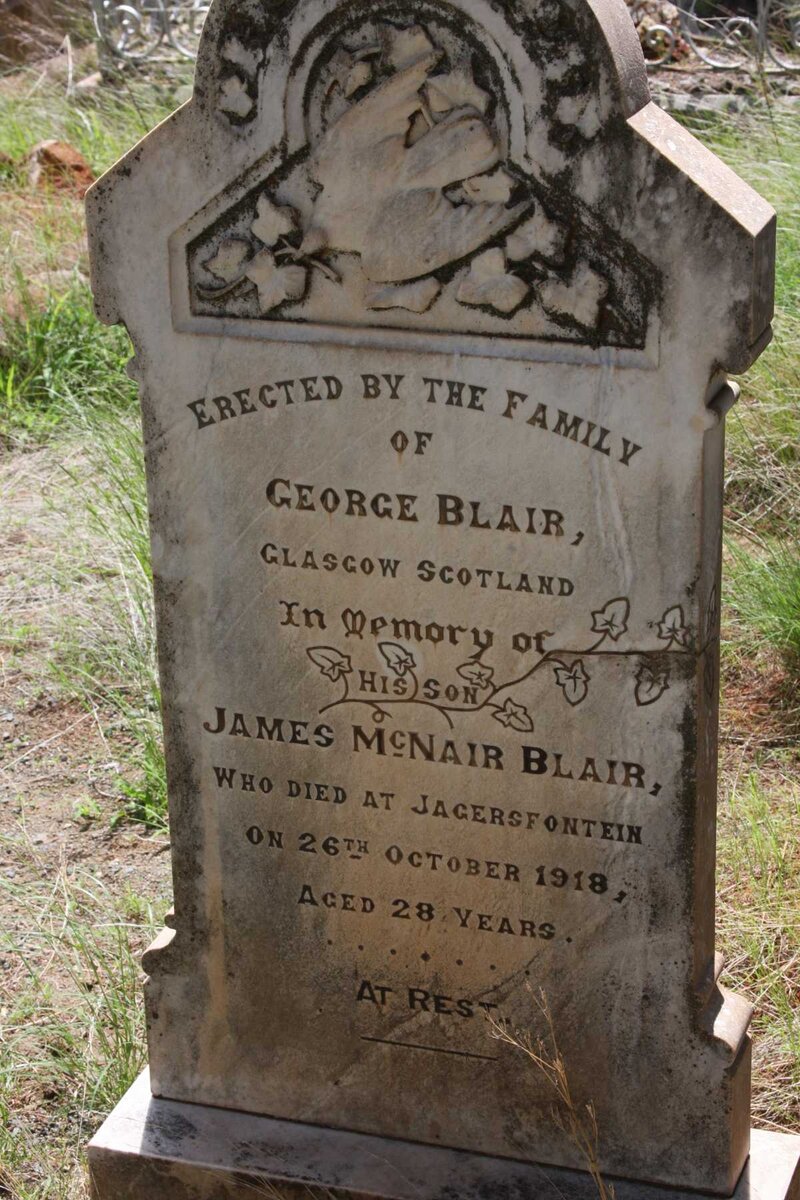 ERECTED BY THE FAMILY
OF
GEORGE BLAIR,
GLASGOW SCOTLAND
In Memory of
HIS SON
JAMES MCNAIR BLAIR,
WHO DIED AT JAGERSFONTEIN
ON 26TH OCTOBER 1918,
AGED 28 YEARS.
AT REST.